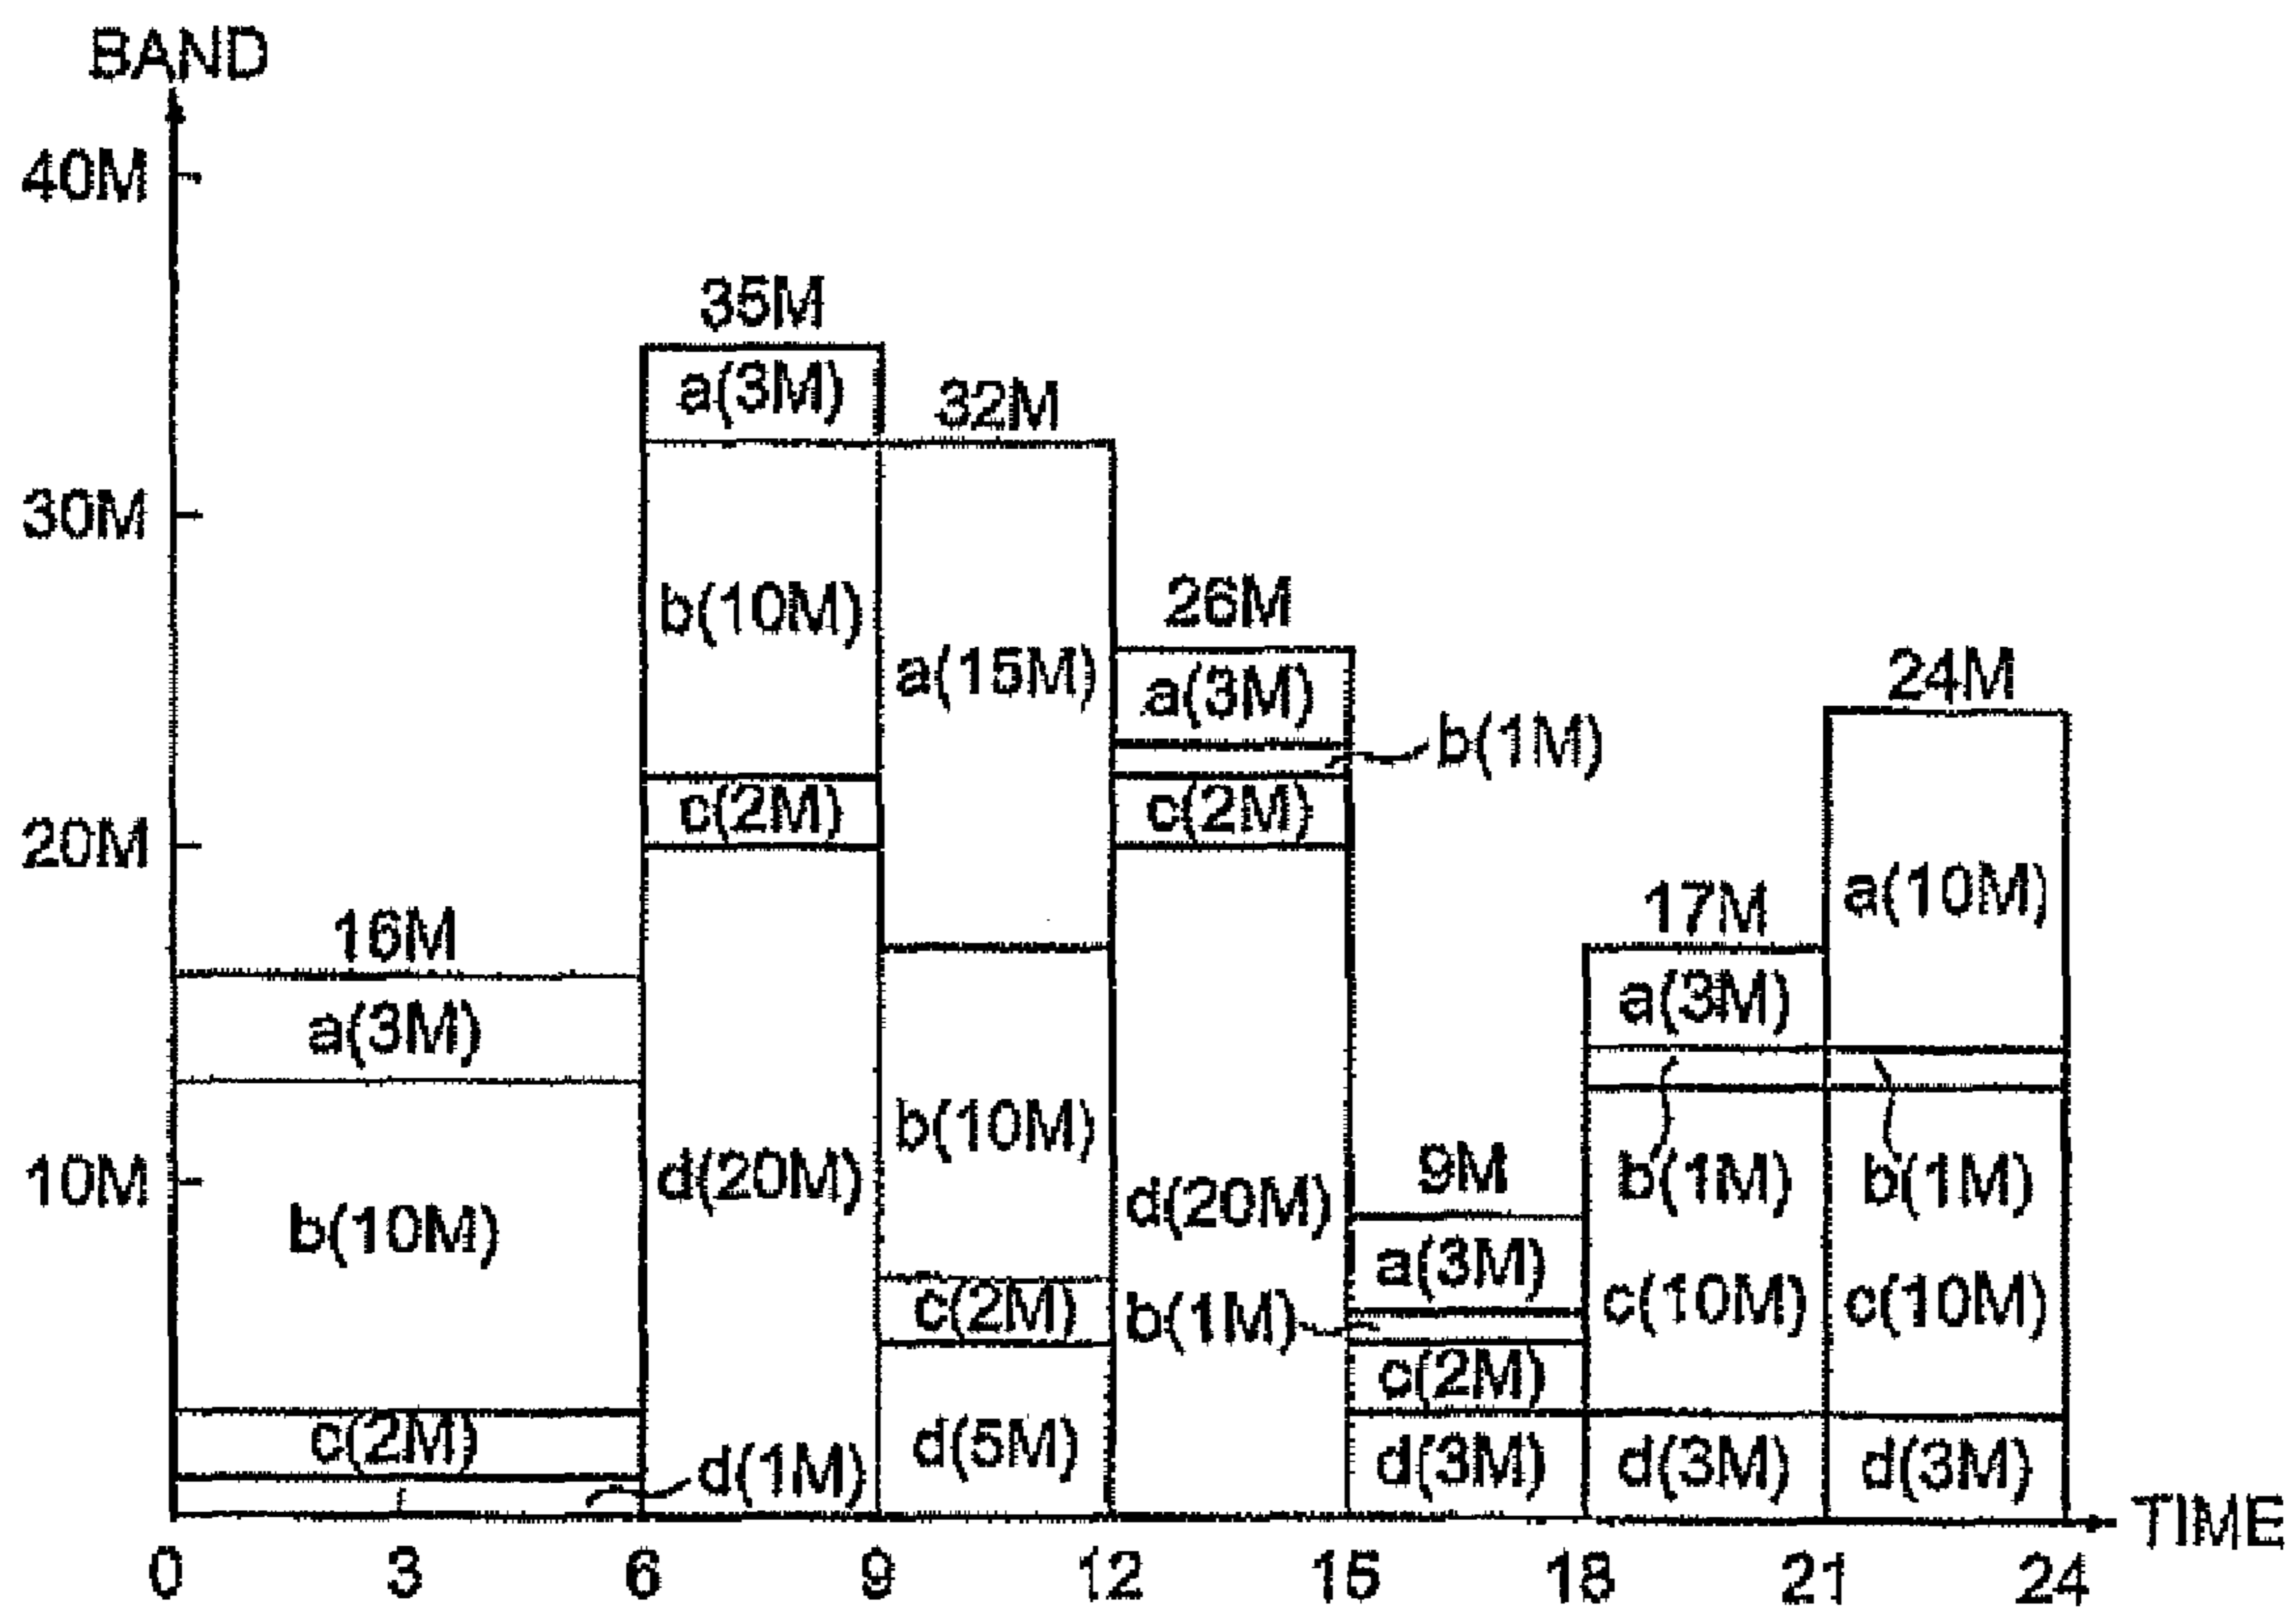 BAND
40M
35M
a(3M)
32M
30M
b(10M)
26M
a(15M)
a(3M)
24M
b(1M)
c(2M)
c(2M)
20M
a(10M)
17M
16M
a(3M)
a(3M)
b(10M)
10M
d(20M)
d(20M)
9M
b(1M)
b(1M)
b(10M)
a(3M)
c(2M)
b(1M)
c(10M)
c(10M)
c(2M)
c(2M)
d(1M)
d(5M)
d(3M)
d(3M)
d(3M)
TIME
0 3 6 9 12 15 18 21 24